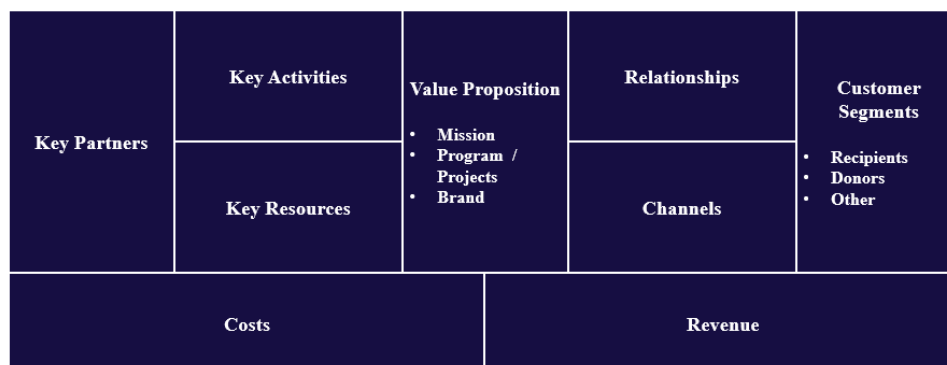 Key Partners
Key Activities
Key Resources
Value Proposition
• Mission
• Program /
Projects
• Brand
Relationships
Channels
Customer
Segments
• Recipients
• Donors
• Other
Costs
Revenue